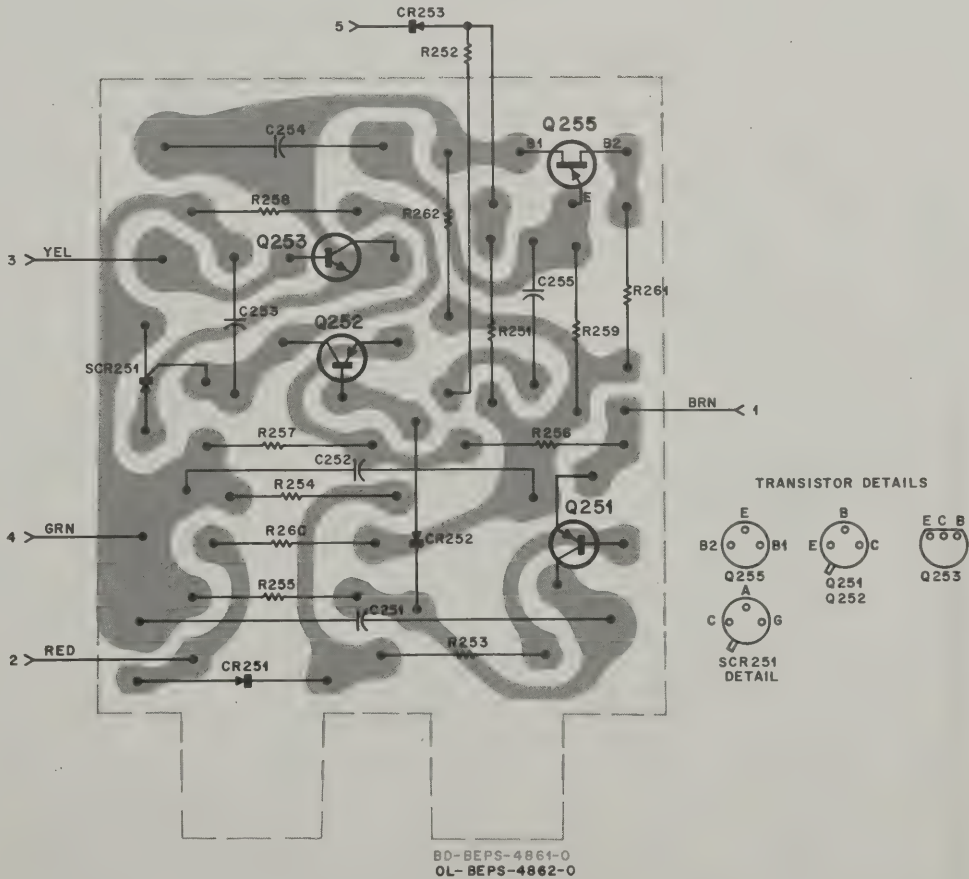 CR253
5
R252
Q255
C254
B1
B2
E
R258
R262
Q253
3 YEL
C255
R261
C253
Q252
R251
R259
SCR251
BRN 1
R257
R256
C252
TRANSISTOR DETAILS
R254
Q251
E
B
E C B
4 GRN
R260
CR252
B2
B1
E
C
Q255
Q251
Q253
Q252
R255
A
C251
C
G
R253
2 RED
SCR251
DETAIL
CR251
BD-BEPS-4861-O
OL-BEPS-4862-O